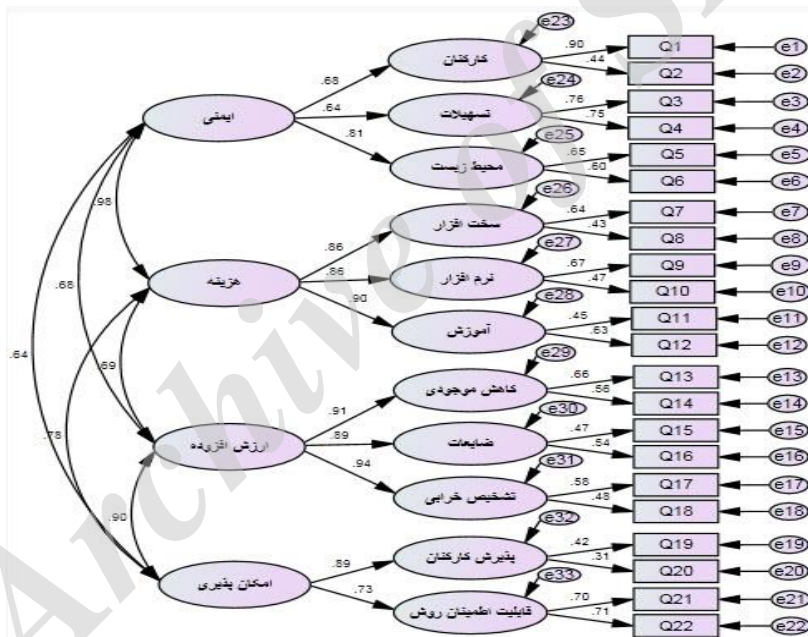 e23
کارکنان
.90
Q1
e1
.44
Q2
e2
.68
e24
ایمنی
.64
تسهیلات
.76
Q3
e3
.75
Q4
e4
.81
e25
محیط زیست
.65
Q5
e5
.60
Q6
e6
.98
e26
سخت افزار
.64
Q7
e7
.43
Q8
e8
.86
e27
هزینه
.86
نرم افزار
.67
Q9
e9
.47
Q10
e10
.68
.90
e28
آموزش
.45
Q11
e11
.63
Q12
e12
.64
.69
e29
کاهش موجودی
.66
Q13
e13
.56
Q14
e14
.91
.78
e30
ارزش افزوده
.89
ضایعات
.47
Q15
e15
.54
Q16
e16
.94
e31
تشخیص خرابی
.58
Q17
e17
.48
Q18
e18
.90
e32
پذیرش کارکنان
.42
Q19
e19
.31
Q20
e20
.89
امکان پذیری
.73
e33
قابلیت اطمینان روش
.70
Q21
e21
.71
Q22
e22
Archive of S